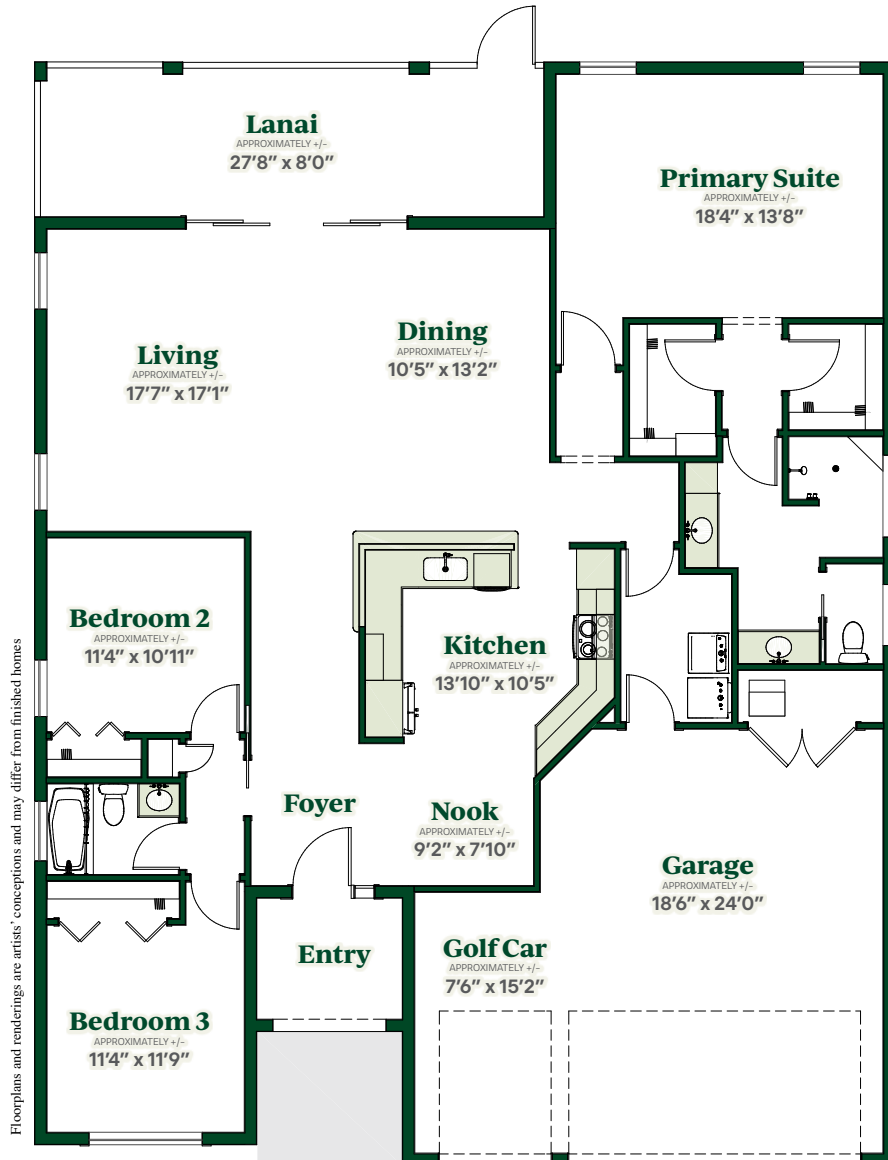 Lanai
APPROXIMATELY +/-
27’8” x 8’0”
Primary Suite
APPROXIMATELY +/-
18’4” x 13’8”
Living
APPROXIMATELY +/-
17’7” x 17’1”
Dining
APPROXIMATELY +/-
10’5” x 13’2”
Bedroom 2
APPROXIMATELY +/-
11’4” x 10’11”
Kitchen
APPROXIMATELY +/-
13’10” x 10’5”
Foyer
Nook
APPROXIMATELY +/-
9’2” x 7’10”
Garage
APPROXIMATELY +/-
18’6” x 24’0”
Entry
Golf Car
APPROXIMATELY +/-
7’6” x 15’2”
Bedroom 3
APPROXIMATELY +/-
11’4” x 11’9”
Floorplans and renderings are artists’ conceptions and may differ from finished homes